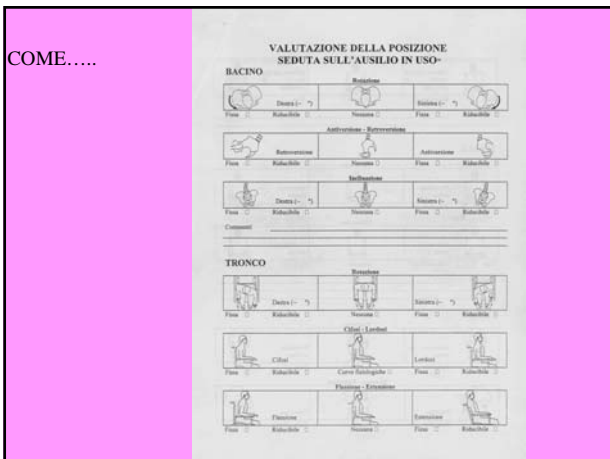 COME…..
VALUTAZIONE DELLA POSIZIONE
SEDUTA SULL'AUSILIO IN USO
BACINO
Rotazione
Destra (~ °) Sinistra (~ °)
Fissa Riducibile Nessuna Fissa Riducibile
Antiversione - Retroversione
Retroversione Antiversione
Fissa Riducibile Nessuna Fissa Riducibile
Inclinazione
Destra (~ °) Sinistra (~ °)
Fissa Riducibile Nessuna Fissa Riducibile
Commenti
TRONCO
Rotazione
Destra (~ °) Sinistra (~ °)
Fissa Riducibile Nessuna Fissa Riducibile
Cifosi - Lordosi
Cifosi Lordosi
Fissa Riducibile Curve fisiologiche Fissa Riducibile
Flessione - Estensione
Flessione Estensione
Fissa Riducibile Nessuna Fissa Riducibile